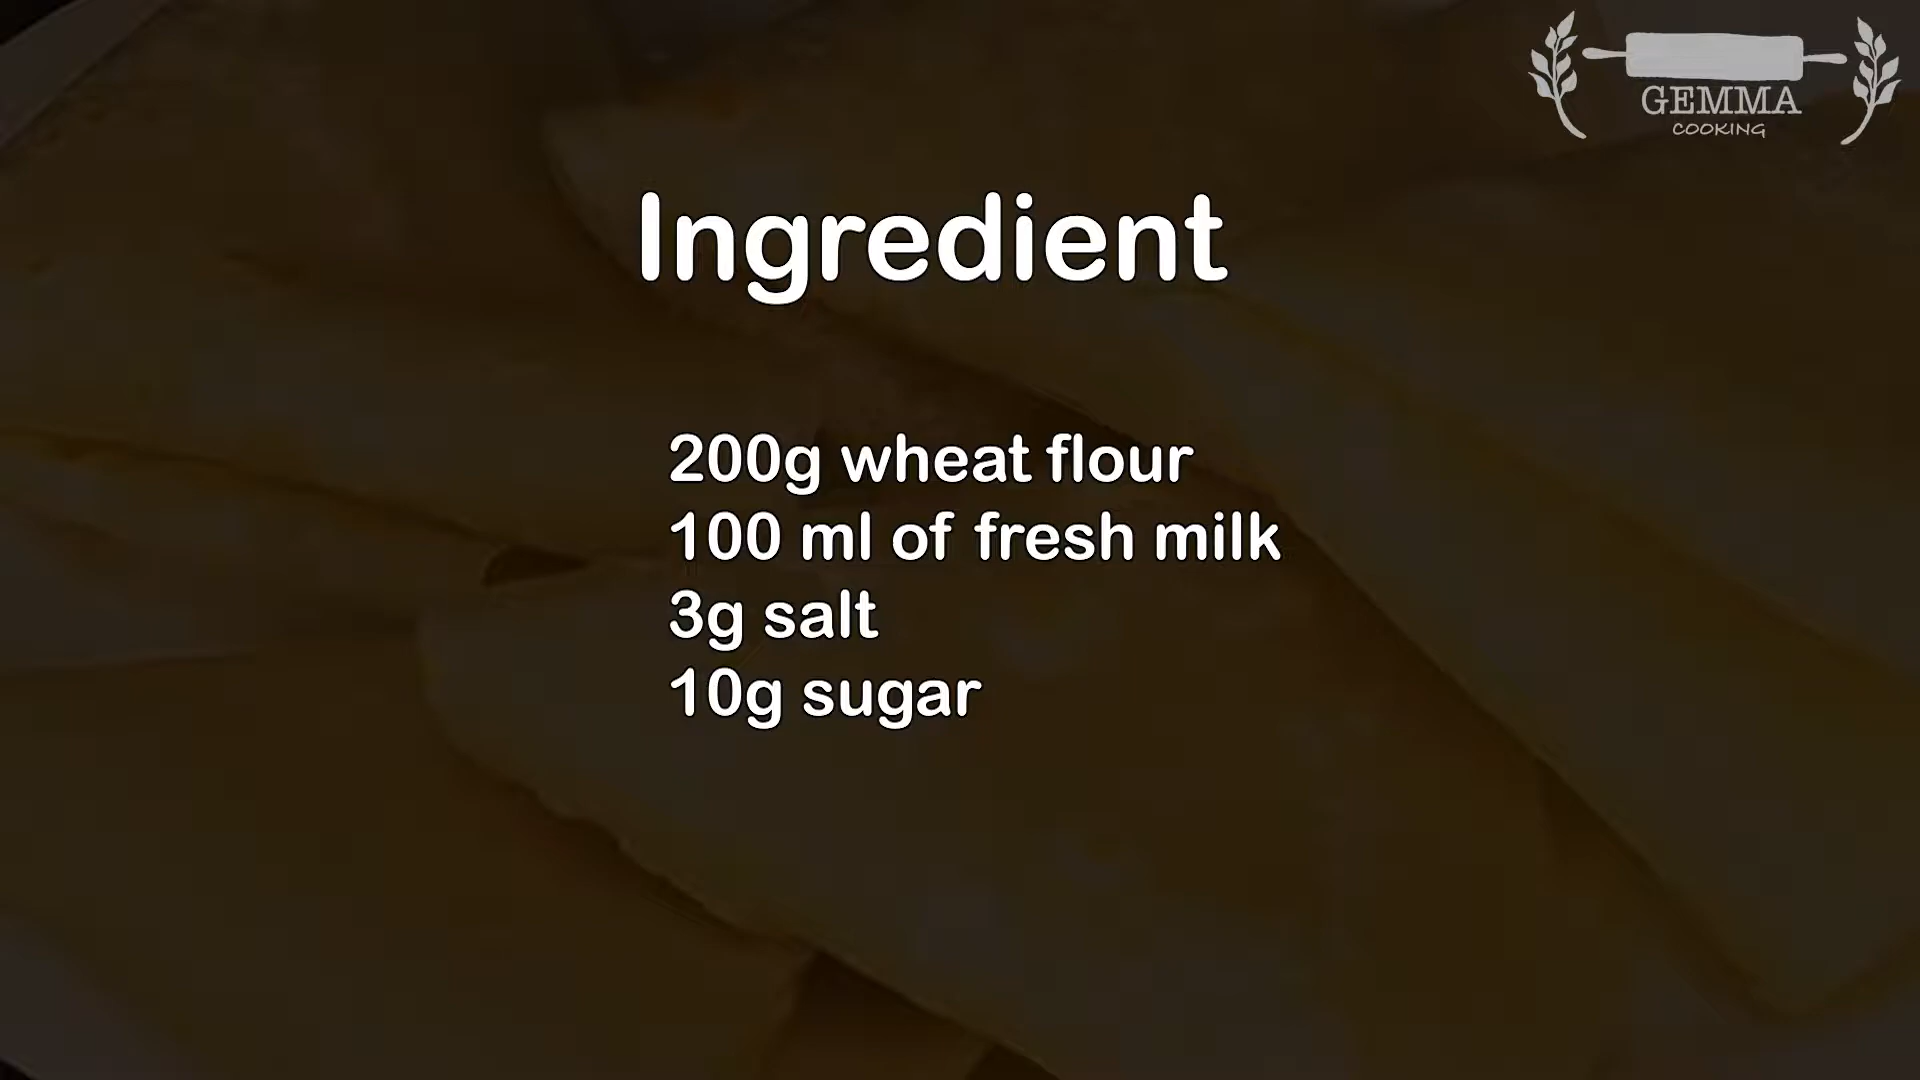 GEMMA
COOKING
Ingredient
200g wheat flour
100 ml of fresh milk
3g salt
10g sugar